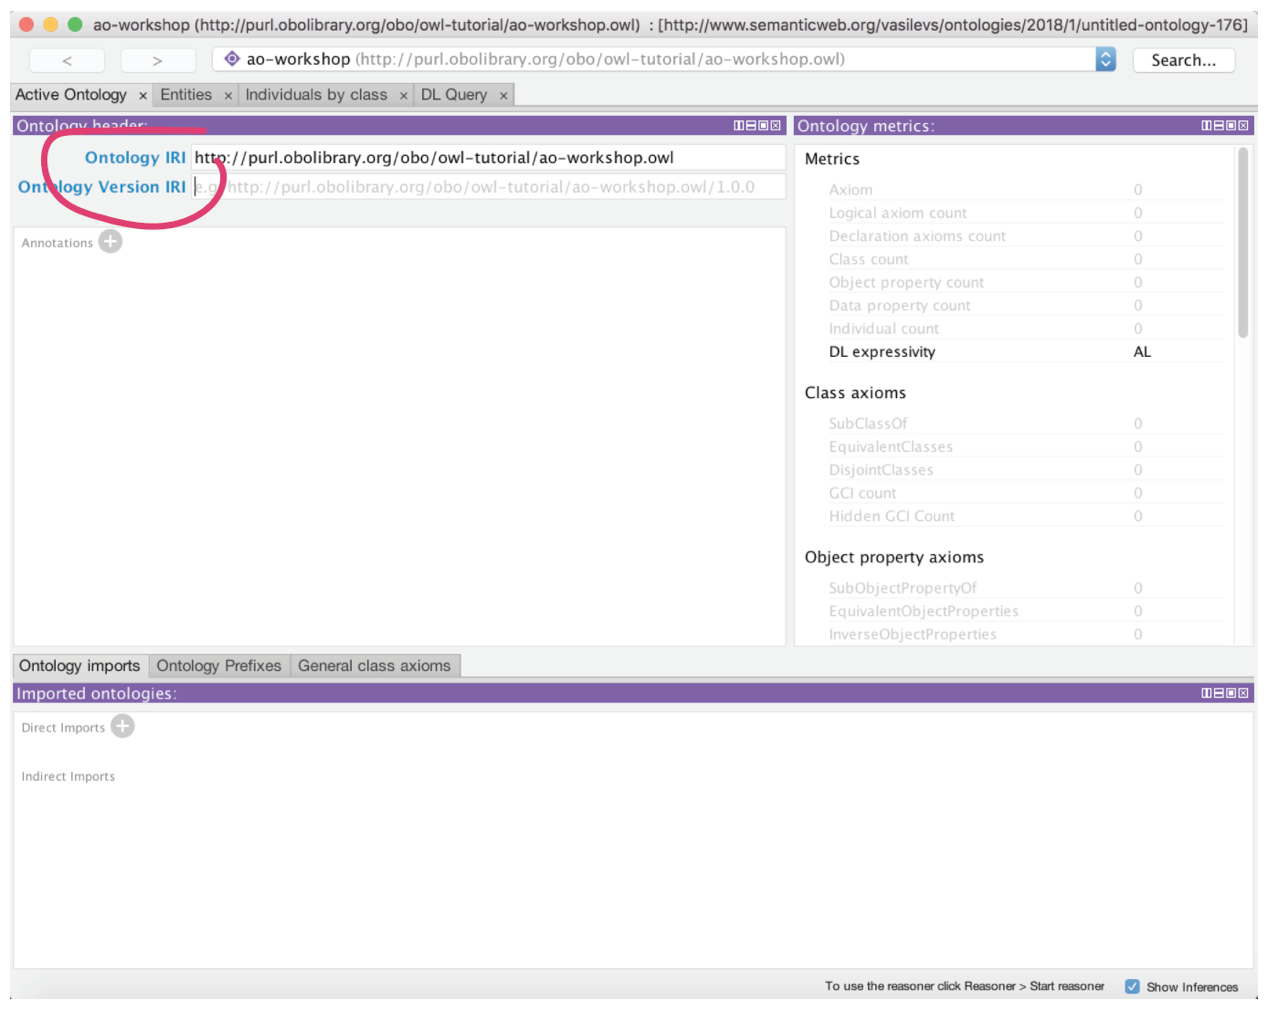 ao-workshop (http://purl.obolibrary.org/obo/owl-tutorial/ao-workshop.owl)  : [http://www.semanticweb.org/vasilevs/ontologies/2018/1/untitled-ontology-176]
< > ao-workshop (http://purl.obolibrary.org/obo/owl-tutorial/ao-workshop.owl) Search...
Active Ontology × Entities × Individuals by class × DL Query ×
Ontology header:
Ontology IRI http://purl.obolibrary.org/obo/owl-tutorial/ao-workshop.owl
Ontology Version IRI e.g. http://purl.obolibrary.org/obo/owl-tutorial/ao-workshop.owl/1.0.0
Annotations +
Ontology metrics:
Metrics
Axiom 0
Logical axiom count 0
Declaration axioms count 0
Class count 0
Object property count 0
Data property count 0
Individual count 0
DL expressivity AL
Class axioms
SubClassOf 0
EquivalentClasses 0
DisjointClasses 0
GCI count 0
Hidden GCI Count 0
Object property axioms
SubObjectPropertyOf 0
EquivalentObjectProperties 0
InverseObjectProperties 0
Ontology imports Ontology Prefixes General class axioms
Imported ontologies:
Direct Imports +
Indirect Imports
To use the reasoner click Reasoner > Start reasoner Show Inferences